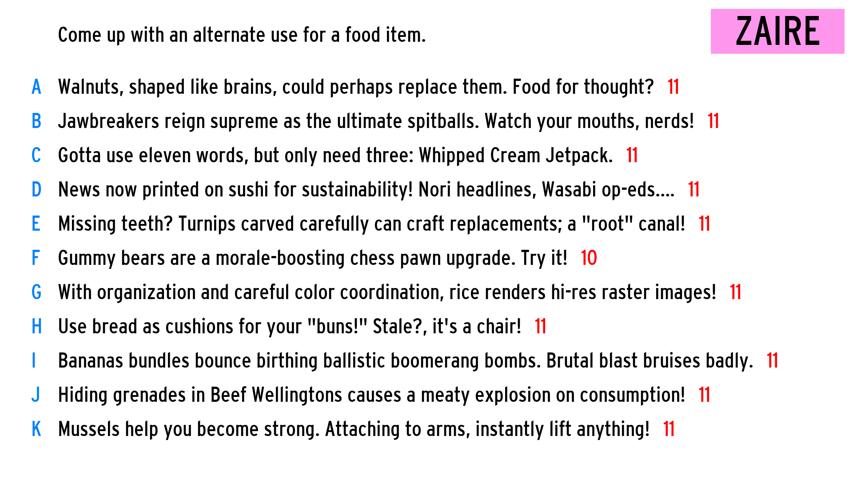 Come up with an alternate use for a food item.
ZAIRE
A Walnuts, shaped like brains, could perhaps replace them. Food for thought? 11
B Jawbreakers reign supreme as the ultimate spitballs. Watch your mouths, nerds! 11
C Gotta use eleven words, but only need three: Whipped Cream Jetpack. 11
D News now printed on sushi for sustainability! Nori headlines, Wasabi op-eds.... 11
E Missing teeth? Turnips carved carefully can craft replacements; a "root" canal! 11
F Gummy bears are a morale-boosting chess pawn upgrade. Try it! 10
G With organization and careful color coordination, rice renders hi-res raster images! 11
H Use bread as cushions for your "buns!" Stale?, it's a chair! 11
I Bananas bundles bounce birthing ballistic boomerang bombs. Brutal blast bruises badly. 11
J Hiding grenades in Beef Wellingtons causes a meaty explosion on consumption! 11
K Mussels help you become strong. Attaching to arms, instantly lift anything! 11